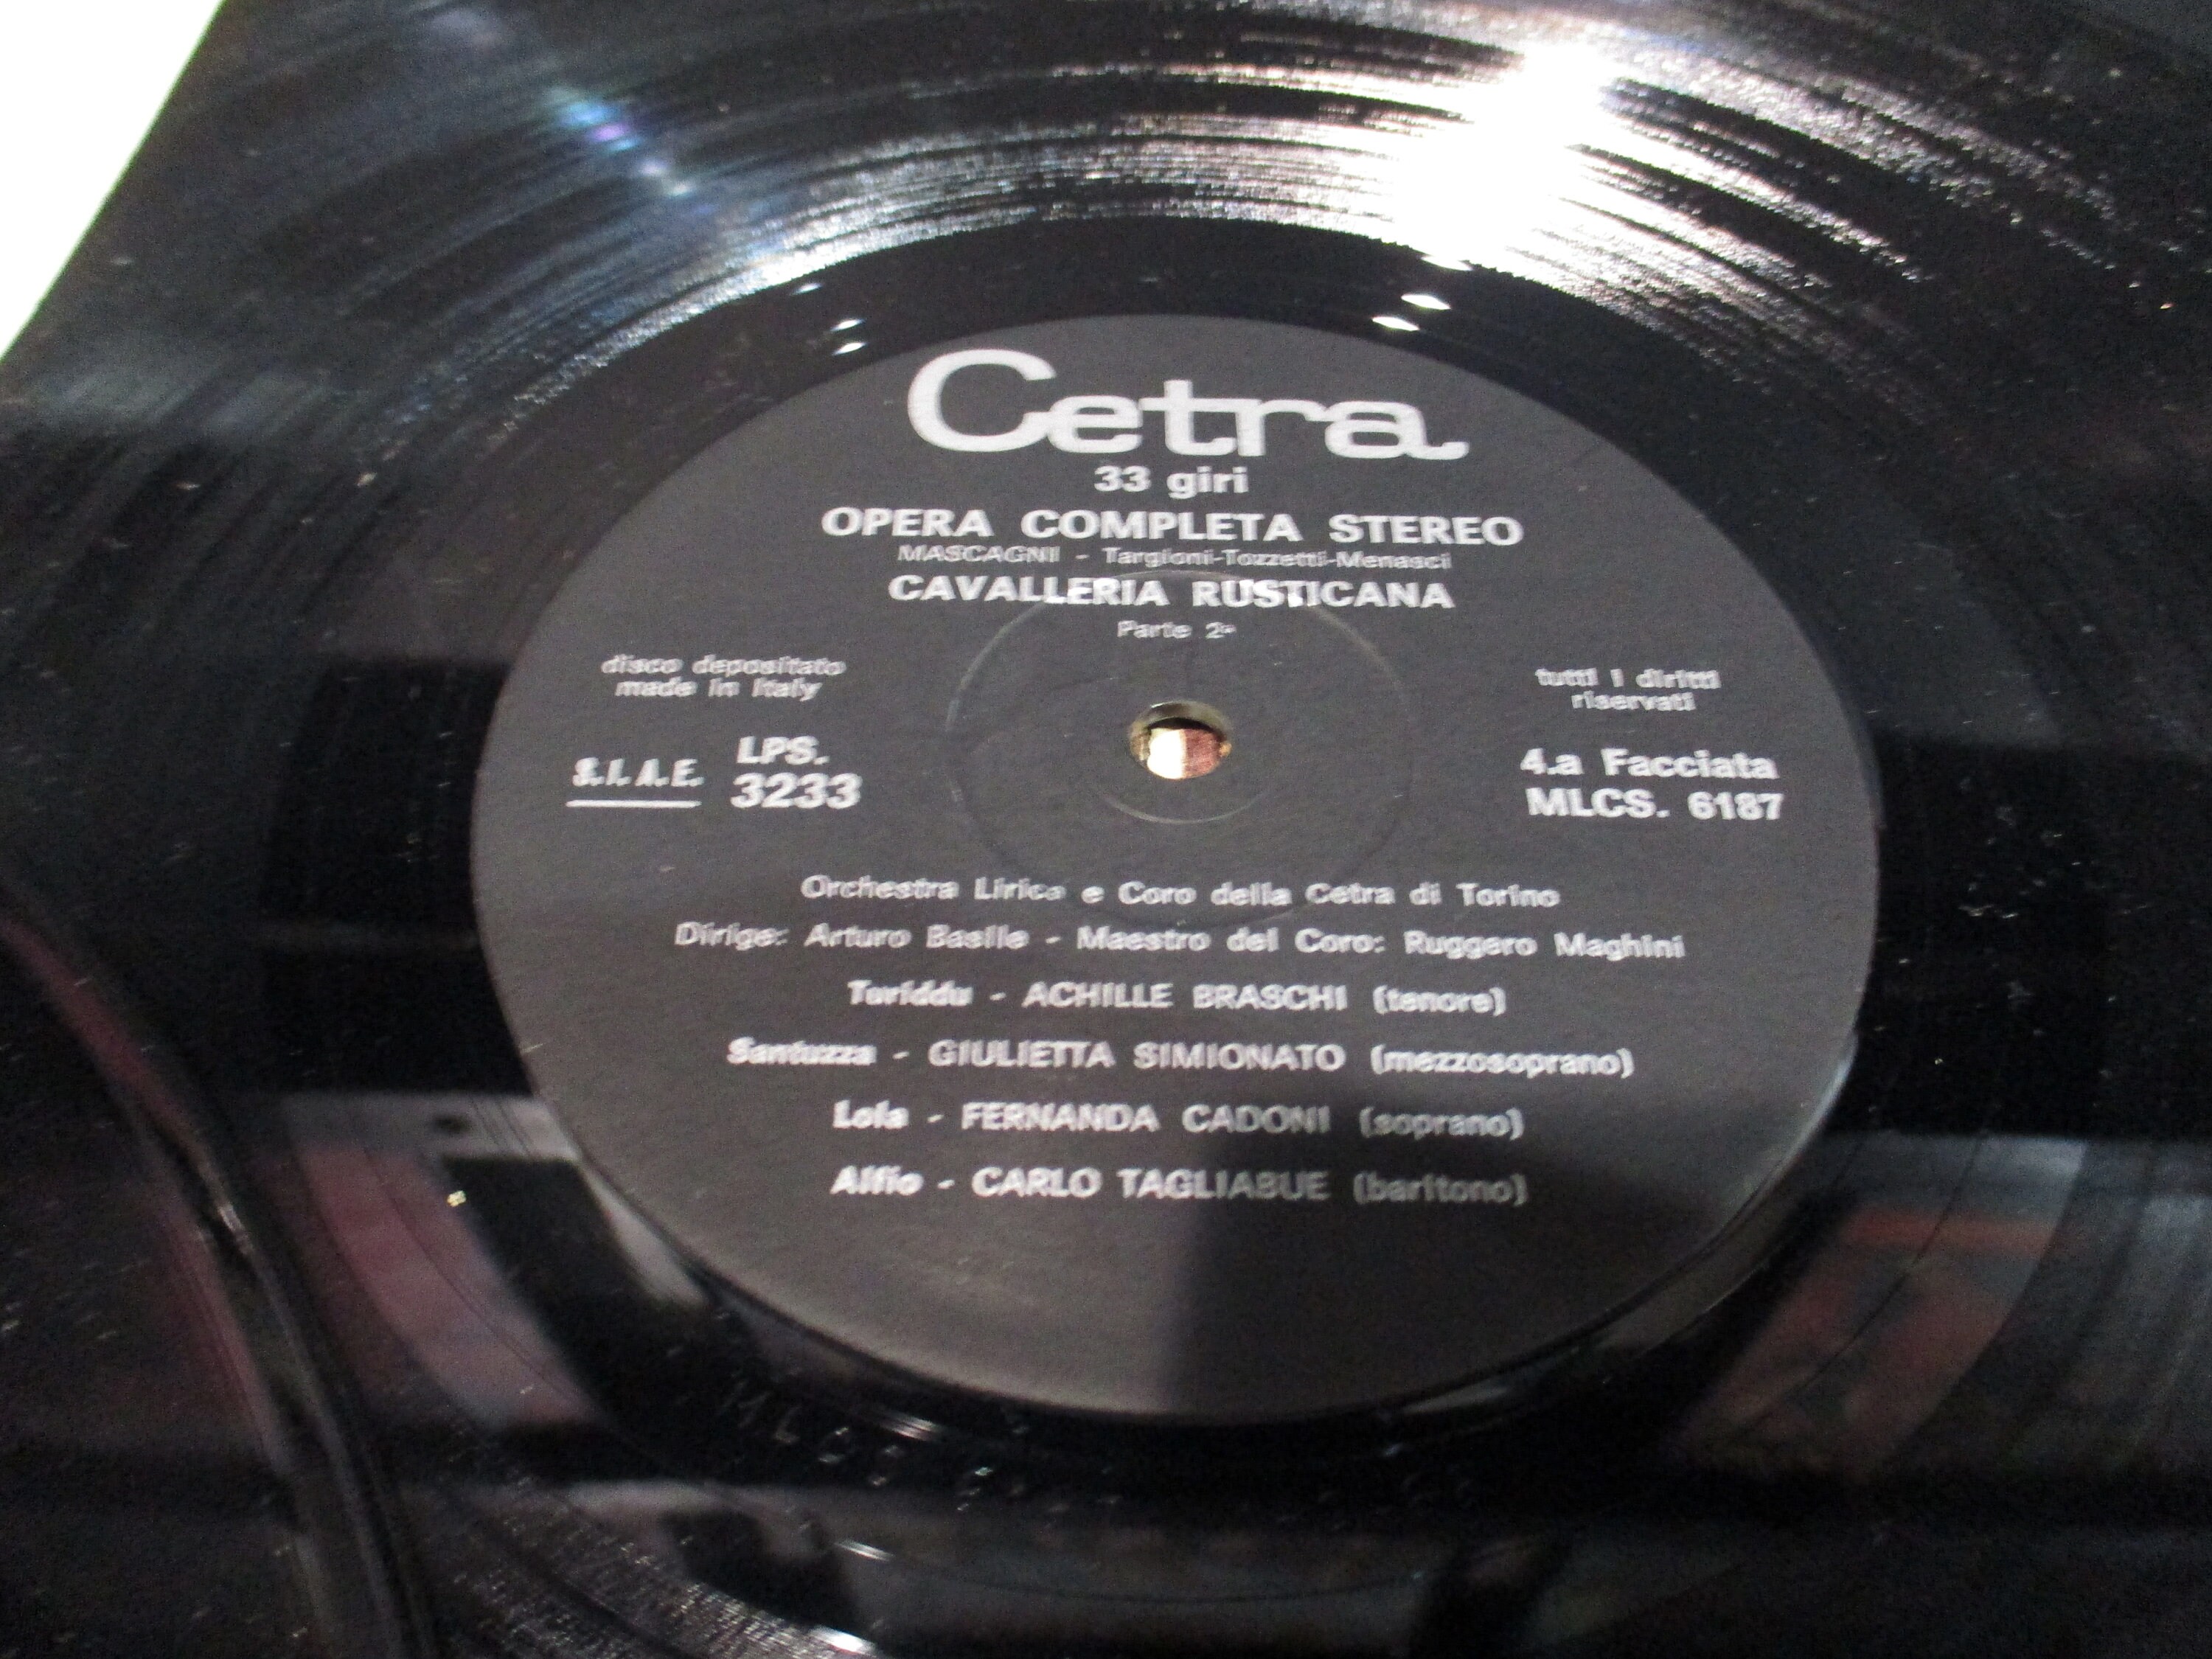 Cetra
33 giri
OPERA COMPLETA STEREO
MASCAGNI - Targioni-Tozzetti-Menasci
CAVALLERIA RUSTICANA
Parte 2ª
disco depositato
made in Italy
tutti i diritti
riservati
S.I.A.E.
LPS.
3233
4.a Facciata
MLCS. 6187
Orchestra Lirica e Coro della Cetra di Torino
Dirige: Arturo Basile - Maestro del Coro: Ruggero Maghini
Turiddu - ACHILLE BRASCHI (tenore)
Santuzza - GIULIETTA SIMIONATO (mezzosoprano)
Lola - FERNANDA CADONI (soprano)
Alfio - CARLO TAGLIABUE (baritono)
MLCS